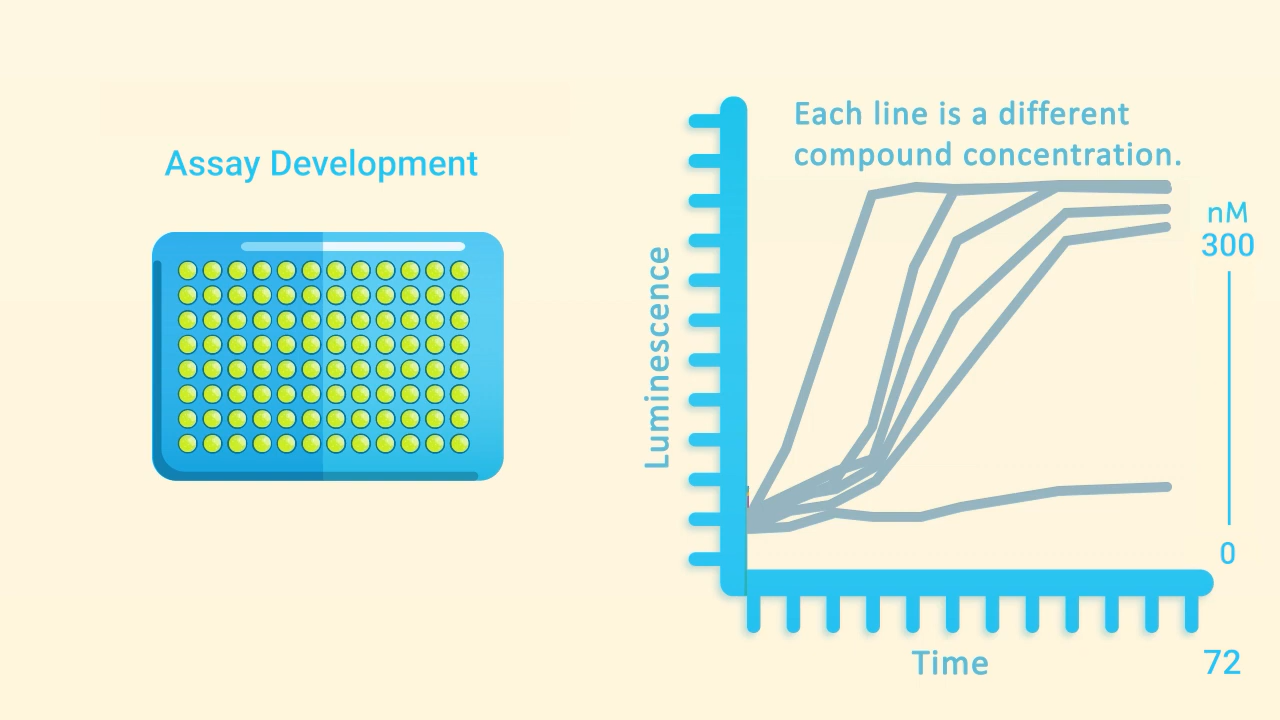 Assay Development
Each line is a different
compound concentration.
Luminescence
nM
300
0
Time
72